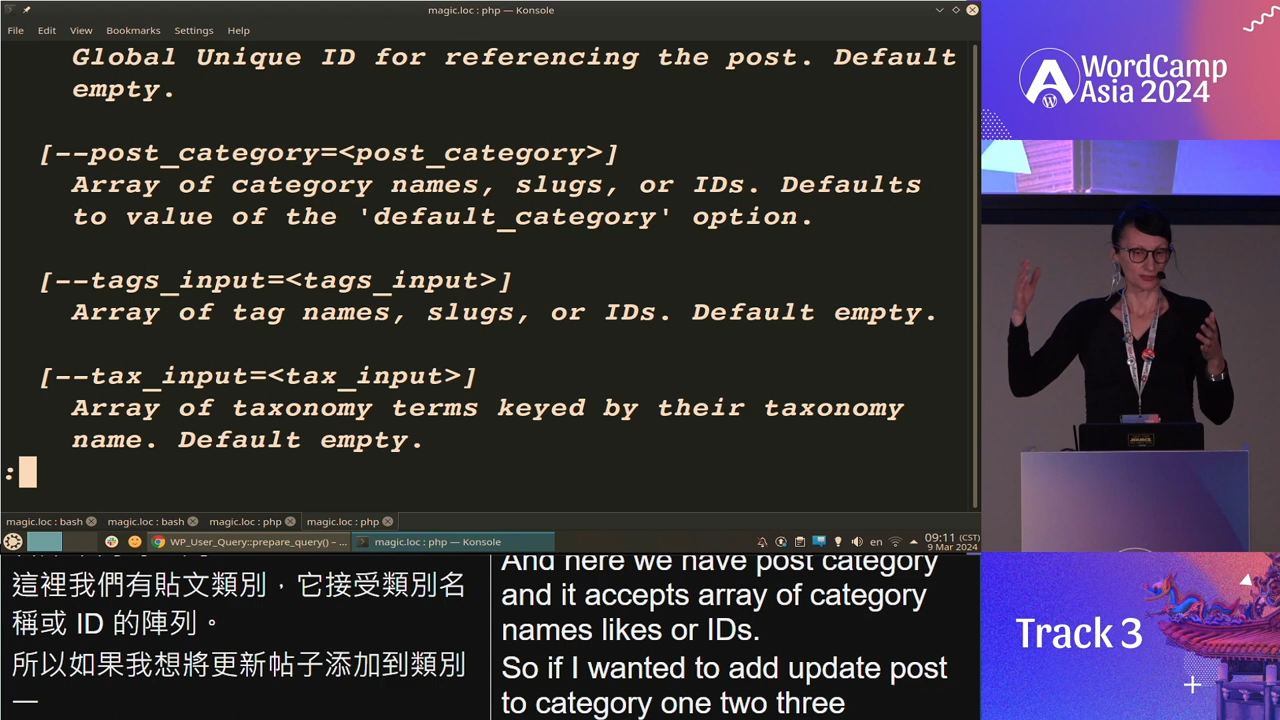 magic.loc : php — Konsole
File Edit View Bookmarks Settings Help
Global Unique ID for referencing the post. Default
empty.
[--post_category=<post_category>]
Array of category names, slugs, or IDs. Defaults
to value of the 'default_category' option.
[--tags_input=<tags_input>]
Array of tag names, slugs, or IDs. Default empty.
[--tax_input=<tax_input>]
Array of taxonomy terms keyed by their taxonomy
name. Default empty.
:
magic.loc : bash magic.loc : bash magic.loc : php magic.loc : php
WP_User_Query::prepare_query() – ... magic.loc : php — Konsole en 09:11 (CST)
9 Mar 2024
WordCamp
Asia 2024
這裡我們有貼文類別，它接受類別名
稱或 ID 的陣列。
所以如果我想將更新帖子添加到類別
一
And here we have post category
and it accepts array of category
names likes or IDs.
So if I wanted to add update post
to category one two three
Track 3